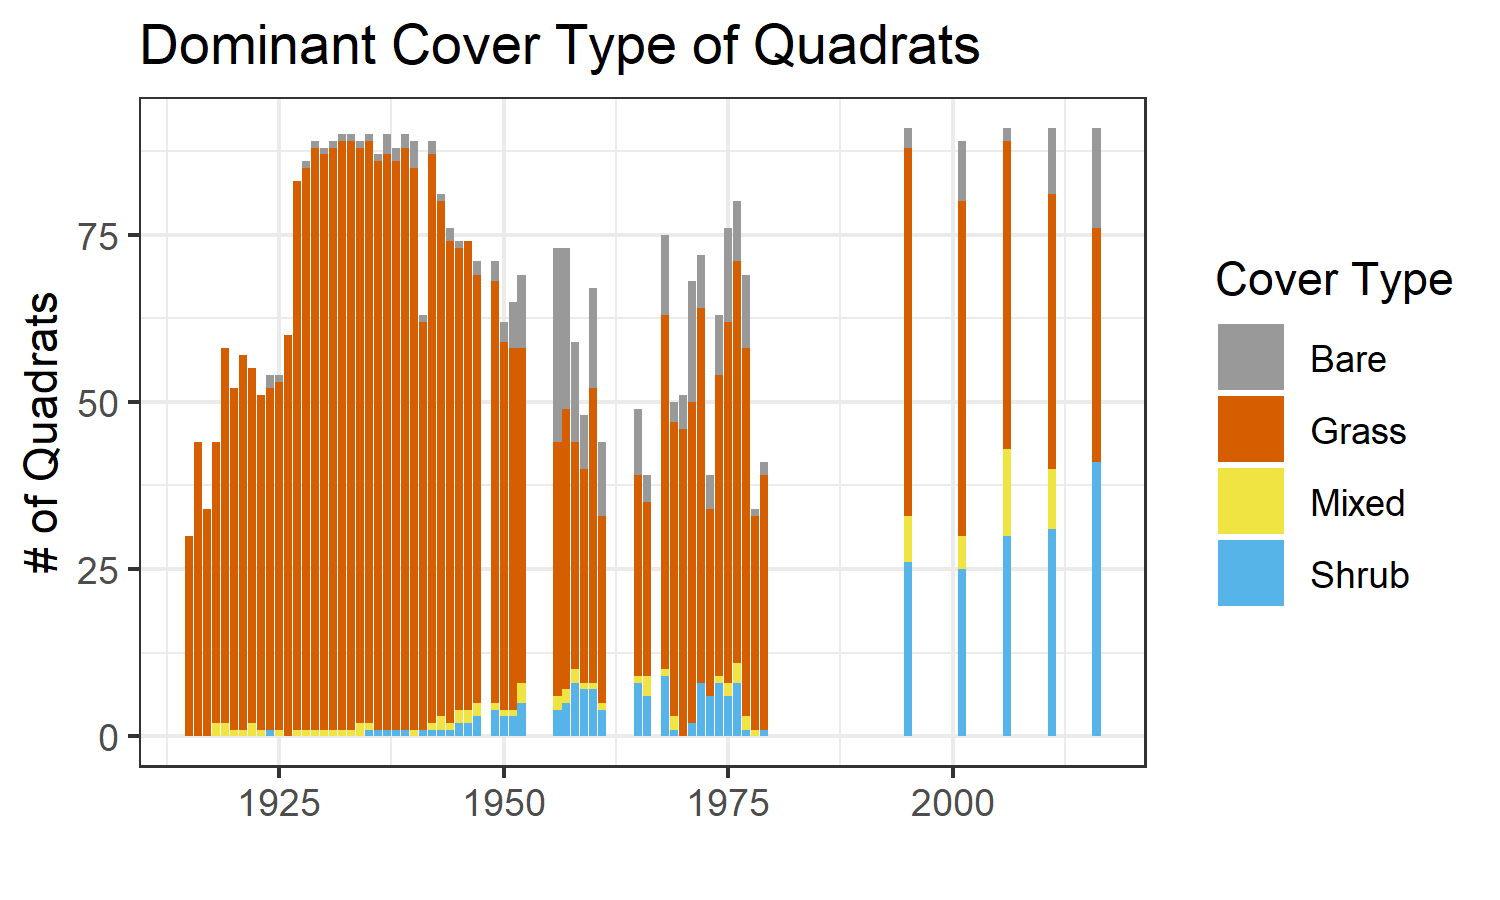 Dominant Cover Type of Quadrats
# of Quadrats
75
50
25
0
1925
1950
1975
2000
Cover Type
Bare
Grass
Mixed
Shrub